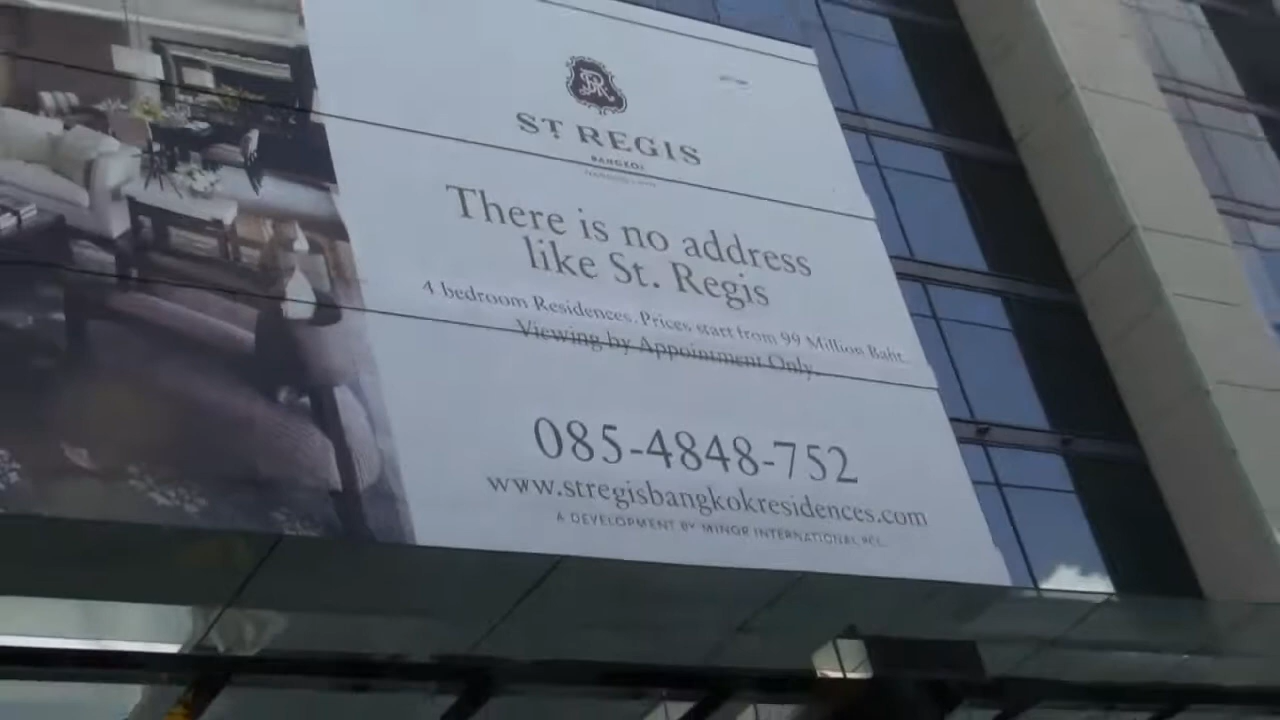 ST REGIS
BANGKOK
There is no address
like St. Regis
4 bedroom Residences. Prices start from 99 Million Baht.
Viewing by Appointment Only.
085-4848-752
www.stregisbangkokresidences.com
A DEVELOPMENT BY MINOR INTERNATIONAL PCL.